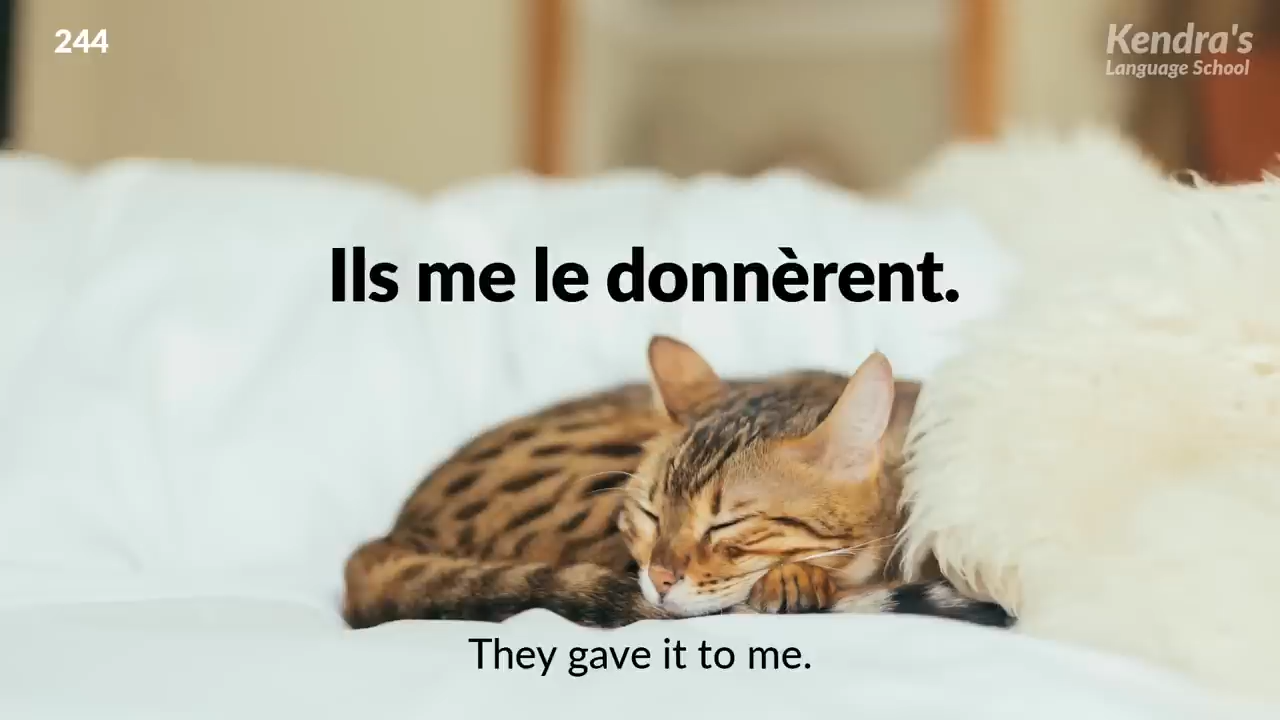 244
Kendra's
Language School
Ils me le donnèrent.
They gave it to me.